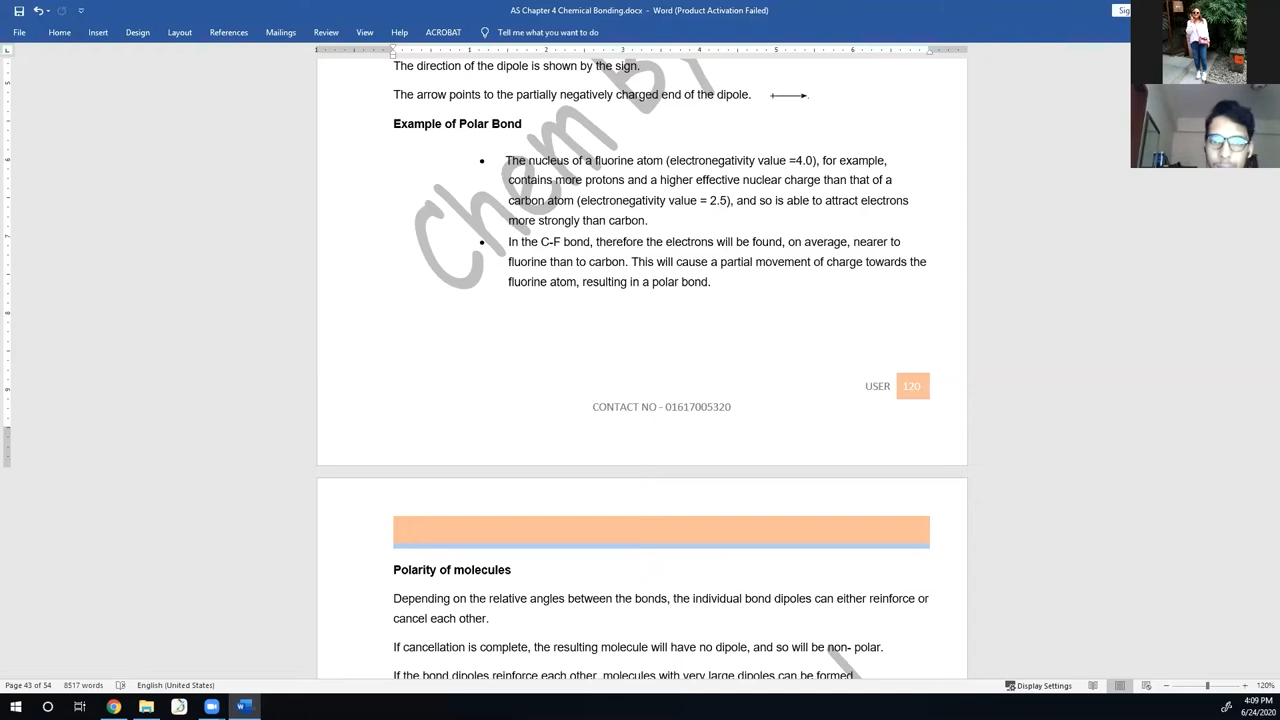 AS Chapter 4 Chemical Bonding.docx - Word (Product Activation Failed)
File Home Insert Design Layout References Mailings Review View Help ACROBAT Tell me what you want to do
The direction of the dipole is shown by the sign.
The arrow points to the partially negatively charged end of the dipole.
Example of Polar Bond
The nucleus of a fluorine atom (electronegativity value =4.0), for example,
contains more protons and a higher effective nuclear charge than that of a
carbon atom (electronegativity value = 2.5), and so is able to attract electrons
more strongly than carbon.
In the C-F bond, therefore the electrons will be found, on average, nearer to
fluorine than to carbon. This will cause a partial movement of charge towards the
fluorine atom, resulting in a polar bond.
USER 120
CONTACT NO - 01617005320
Chem B
Polarity of molecules
Depending on the relative angles between the bonds, the individual bond dipoles can either reinforce or
cancel each other.
If cancellation is complete, the resulting molecule will have no dipole, and so will be non- polar.
If the bond dipoles reinforce each other, molecules with very large dipoles can be formed
Page 43 of 54 8517 words English (United States) Display Settings 120%
4:09 PM
6/24/2020